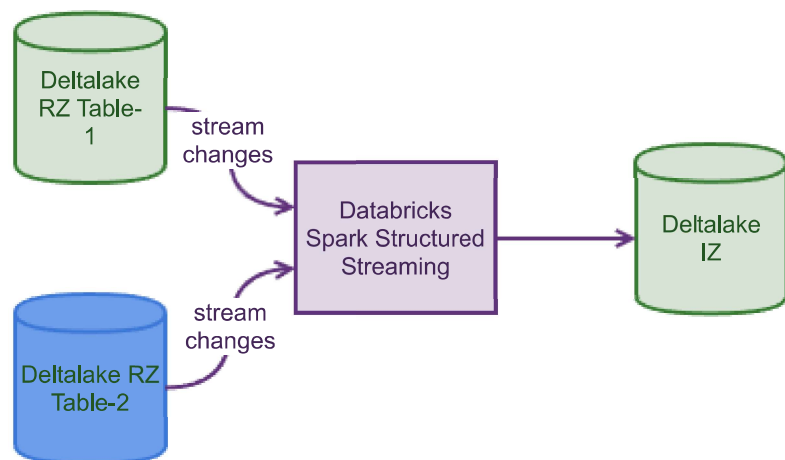 Deltalake
RZ Table-
1
stream
changes
Databricks
Spark Structured
Streaming
Deltalake
IZ
stream
changes
Deltalake RZ
Table-2